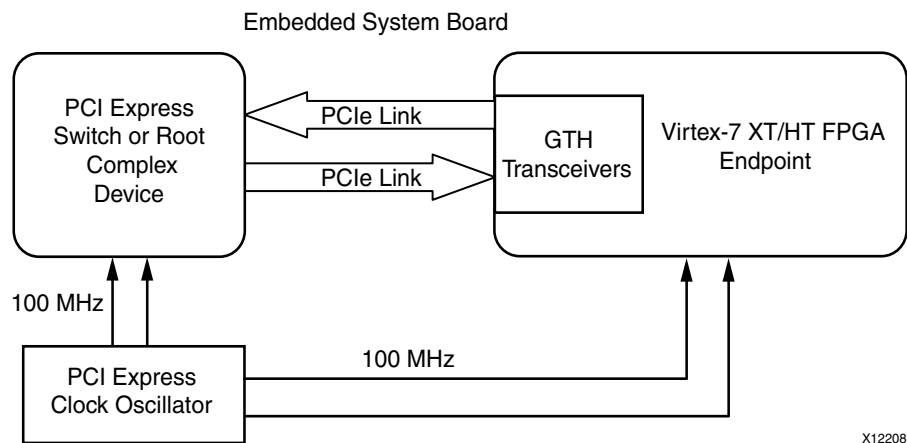 Embedded System Board
PCI Express
Switch or Root
Complex
Device
PCIe Link
PCIe Link
GTH
Transceivers
Virtex-7 XT/HT FPGA
Endpoint
100 MHz
100 MHz
PCI Express
Clock Oscillator
X12208